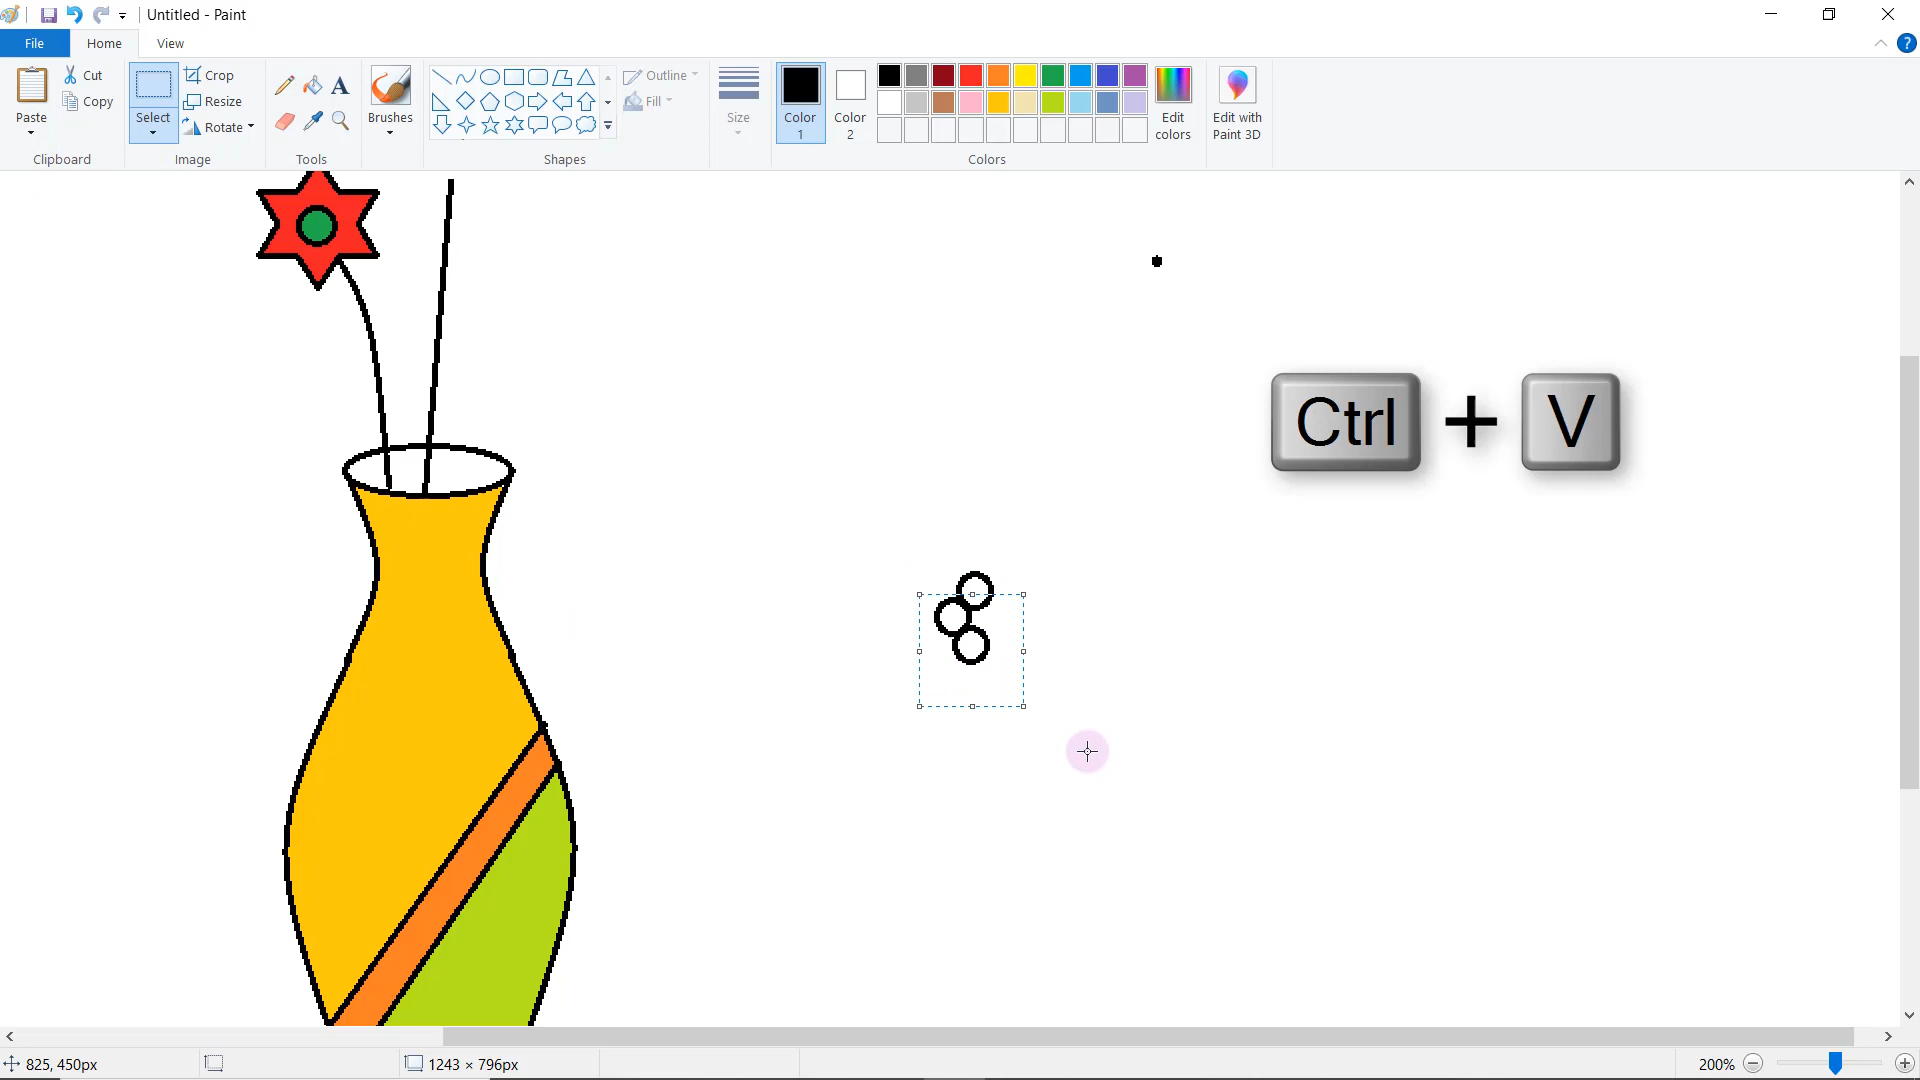 Untitled - Paint
File Home View
Paste
Cut
Copy
Clipboard
Select
Crop
Resize
Rotate
Image
A
Tools
Brushes
Outline
Fill
Shapes
Size
Color 1
Color 2
Edit colors
Colors
Edit with Paint 3D
Ctrl + V
825, 450px
1243 × 796px
200%